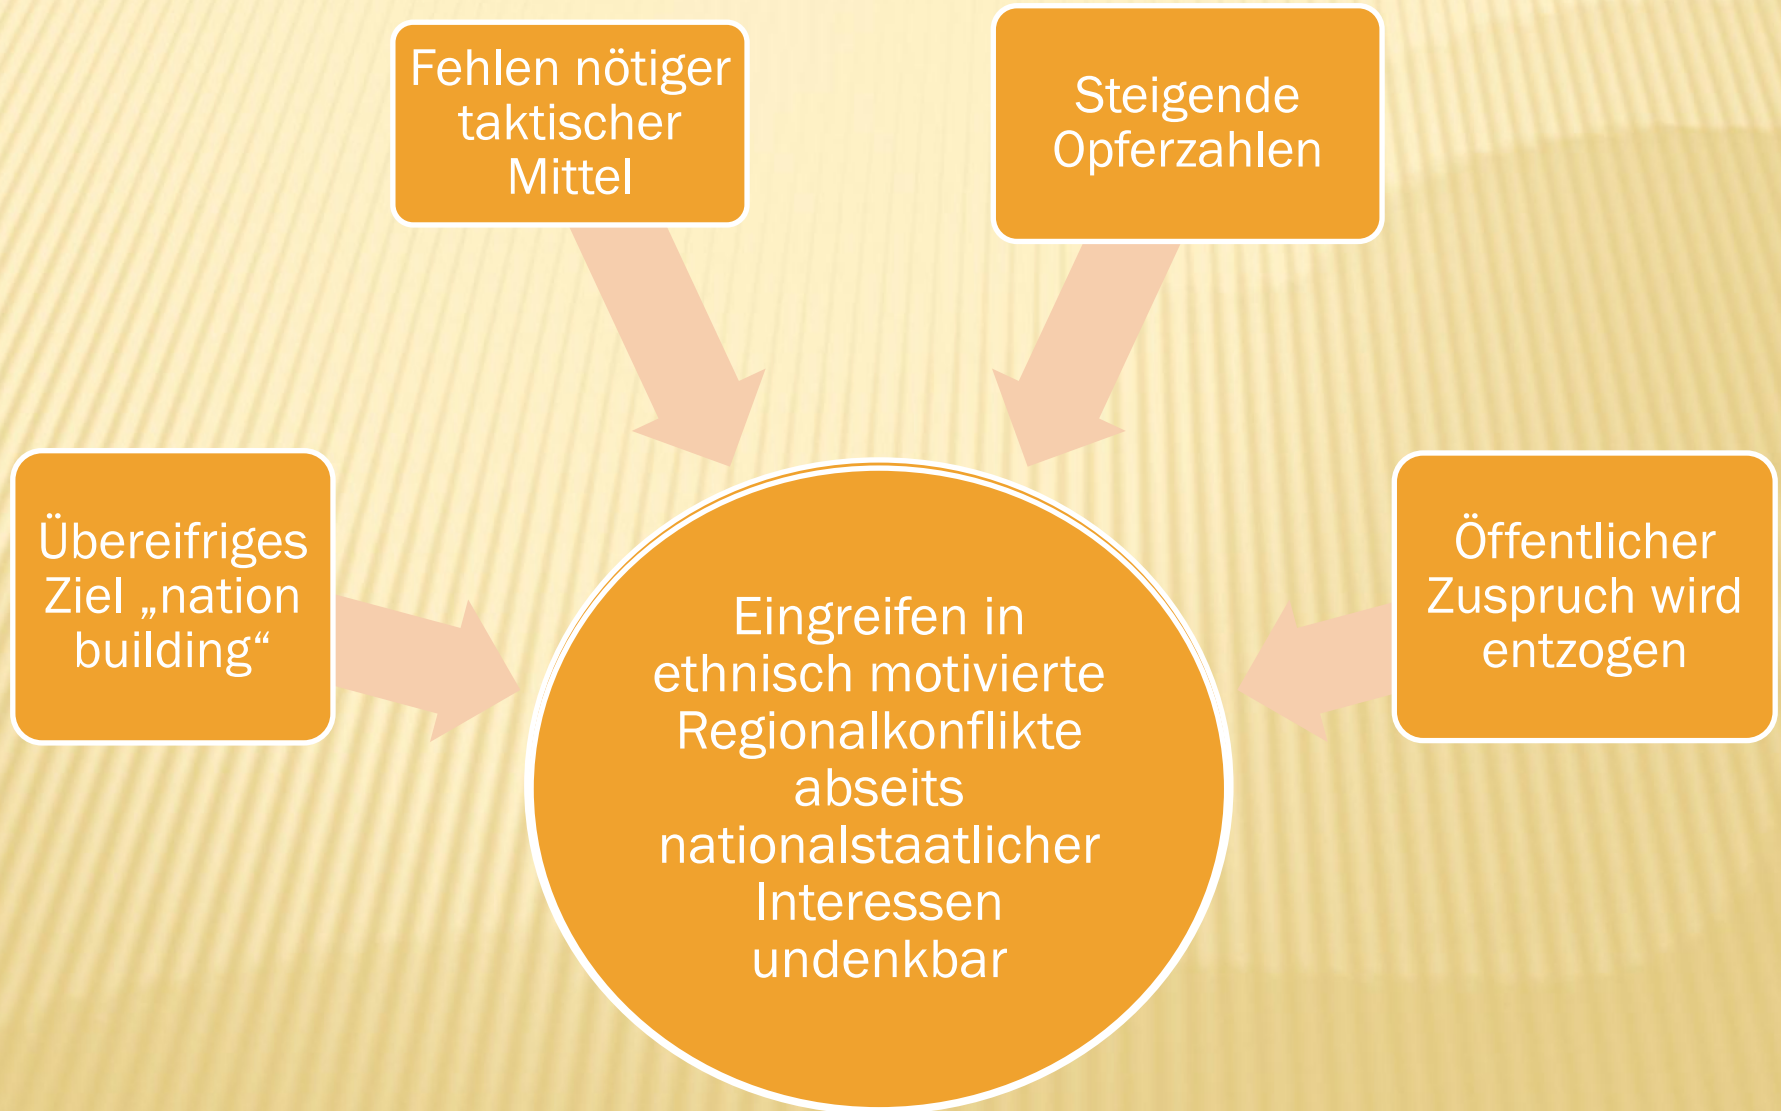 Fehlen nötiger
taktischer
Mittel
Steigende
Opferzahlen
Übereifriges
Ziel „nation
building“
Öffentlicher
Zuspruch wird
entzogen
Eingreifen in
ethnisch motivierte
Regionalkonflikte
abseits
nationalstaatlicher
Interessen
undenkbar